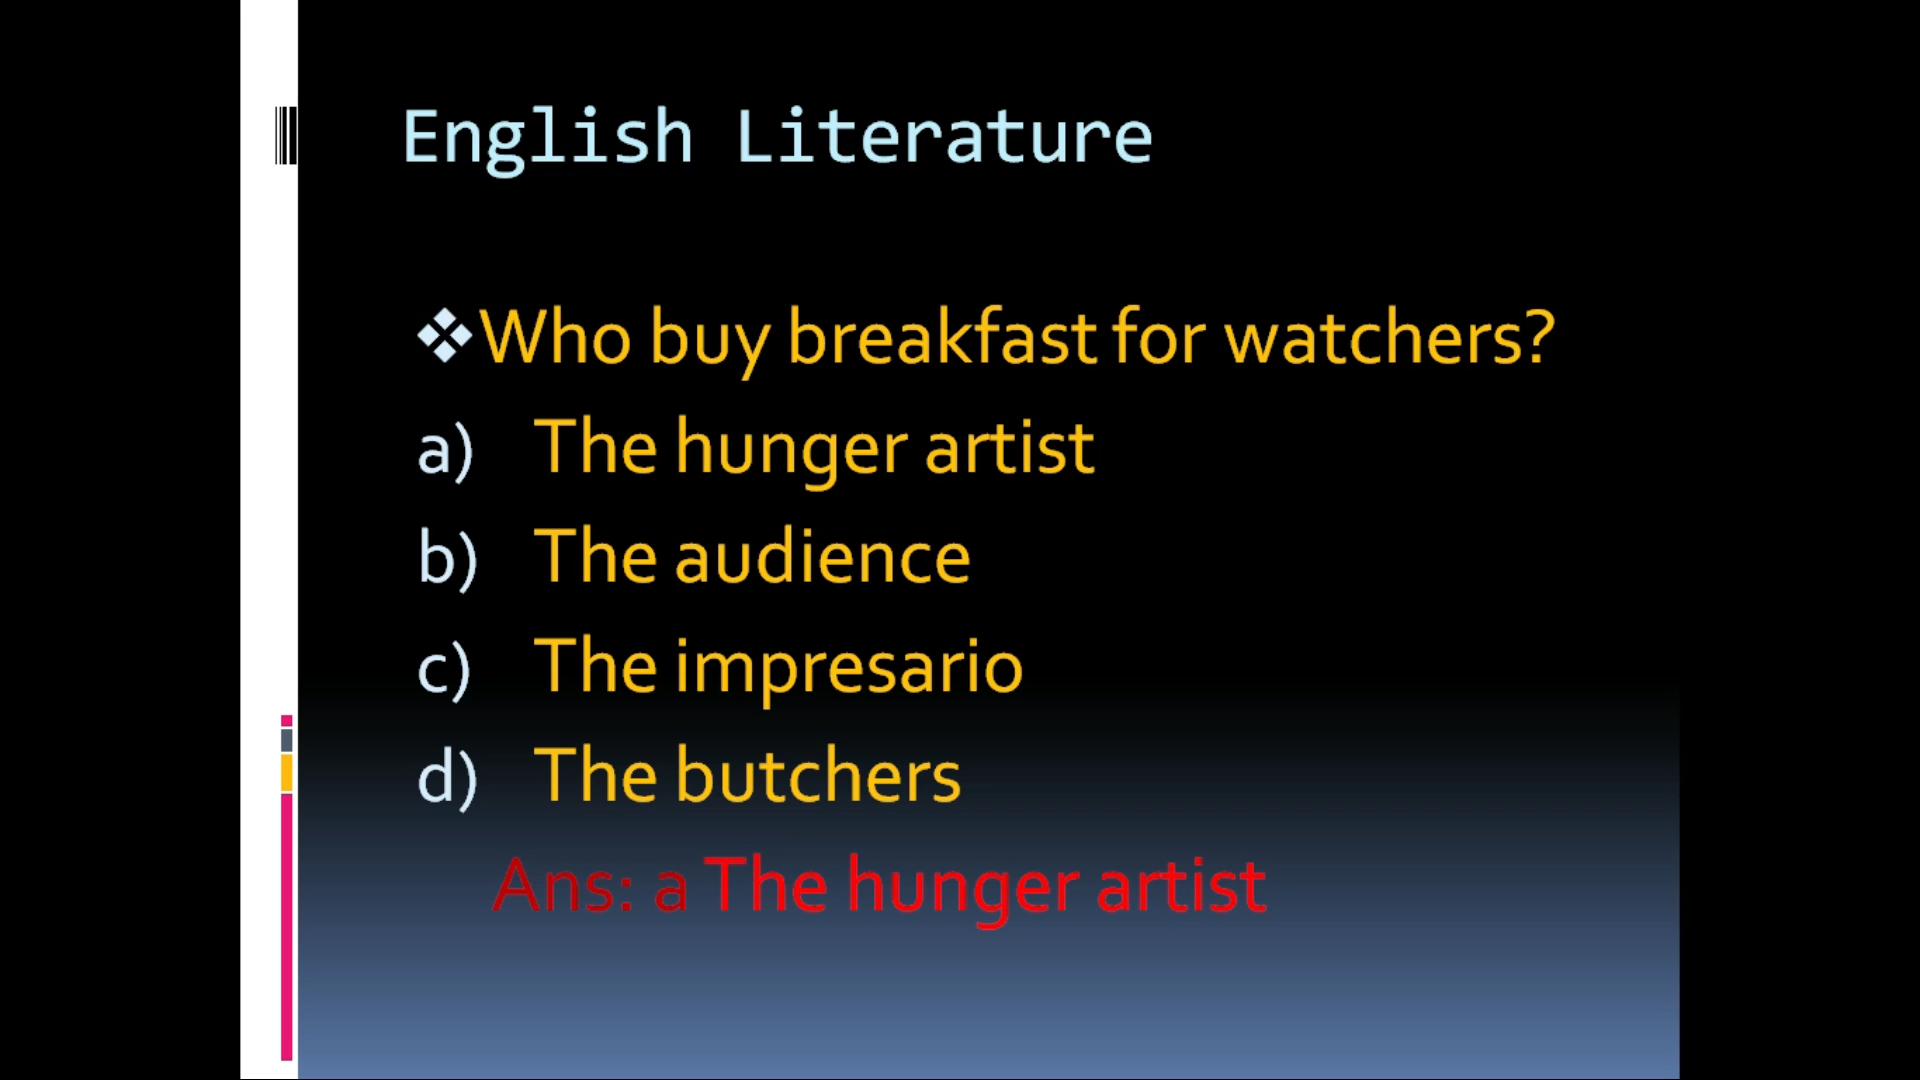 English Literature
❖Who buy breakfast for watchers?
a) The hunger artist
b) The audience
c) The impresario
d) The butchers
Ans: a The hunger artist